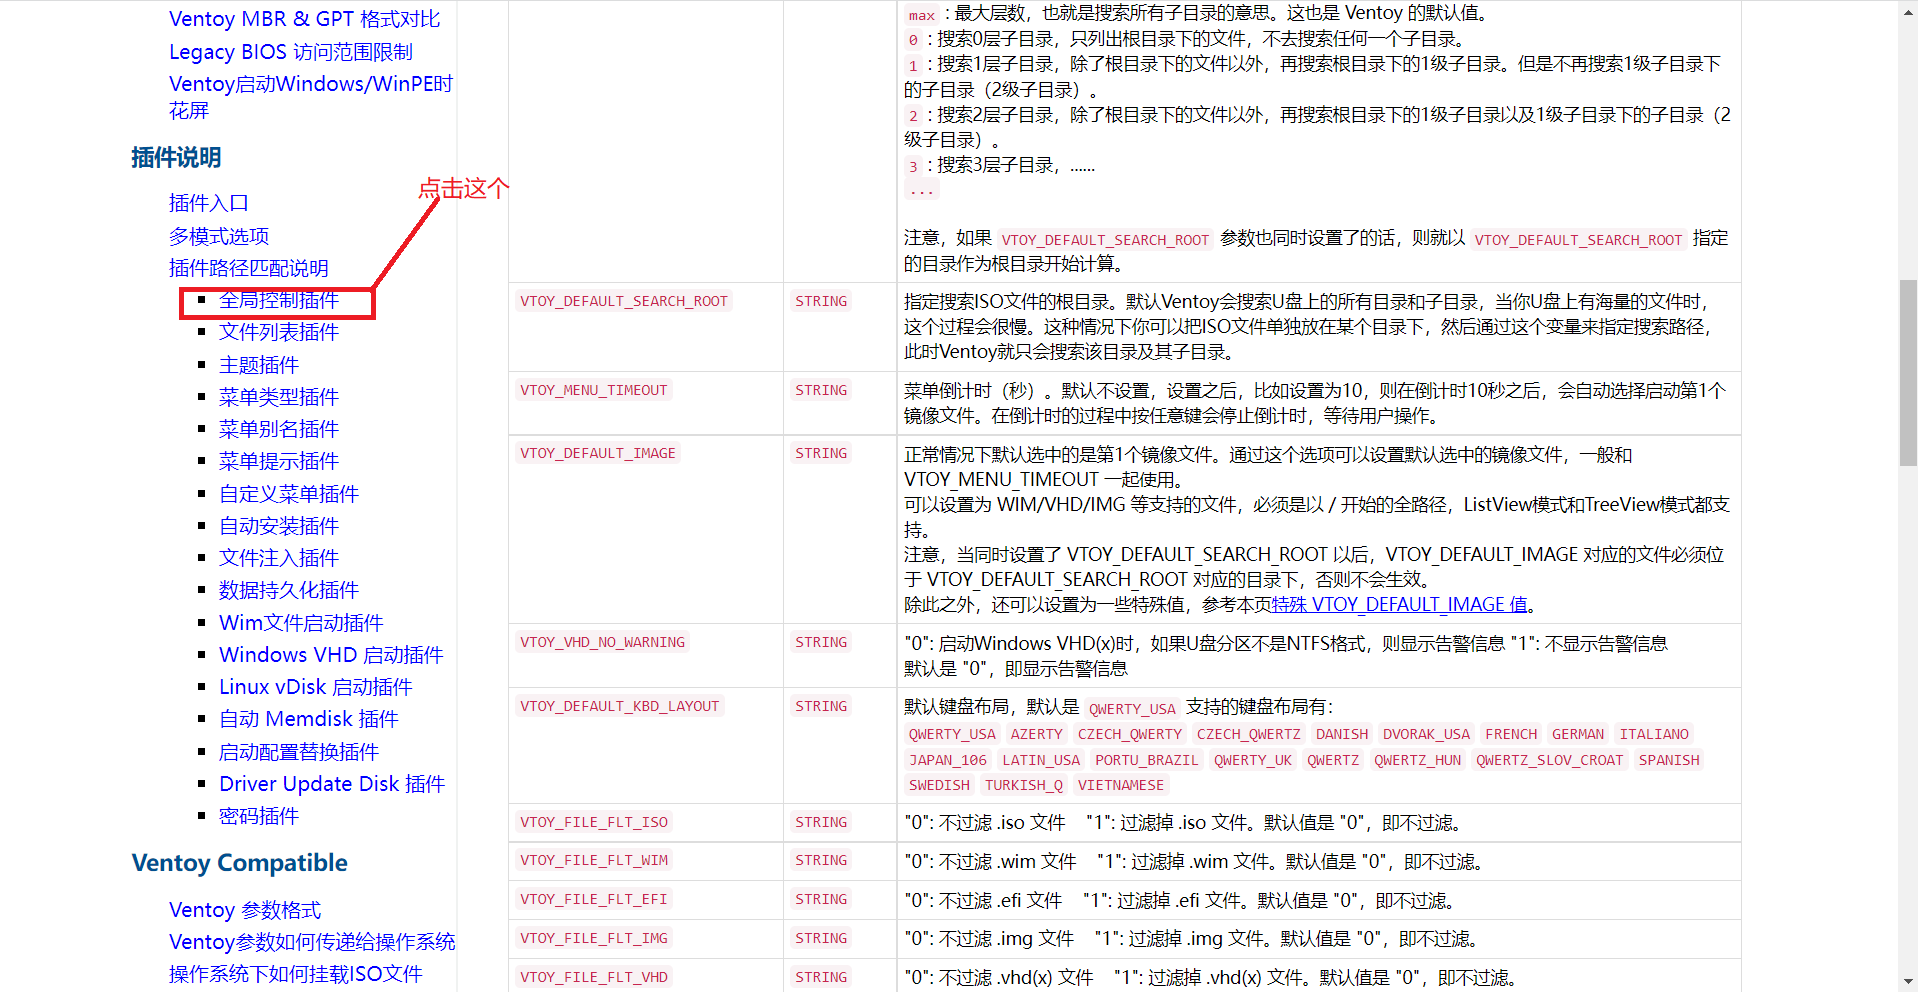 Ventoy MBR & GPT 格式对比
Legacy BIOS 访问范围限制
Ventoy启动Windows/WinPE时
花屏
插件说明
点击这个
插件入口
多模式选项
插件路径匹配说明
全局控制插件
文件列表插件
主题插件
菜单类型插件
菜单别名插件
菜单提示插件
自定义菜单插件
自动安装插件
文件注入插件
数据持久化插件
Wim文件启动插件
Windows VHD 启动插件
Linux vDisk 启动插件
自动 Memdisk 插件
启动配置替换插件
Driver Update Disk 插件
密码插件
Ventoy Compatible
Ventoy 参数格式
Ventoy参数如何传递给操作系统
操作系统下如何挂载ISO文件
max : 最大层数，也就是搜索所有子目录的意思。这也是 Ventoy 的默认值。
0 : 搜索0层子目录，只列出根目录下的文件，不去搜索任何一个子目录。
1 : 搜索1层子目录，除了根目录下的文件以外，再搜索根目录下的1级子目录。但是不再搜索1级子目录下
的子目录（2级子目录）。
2 : 搜索2层子目录，除了根目录下的文件以外，再搜索根目录下的1级子目录以及1级子目录下的子目录（2
级子目录）。
3 : 搜索3层子目录，......
...
注意，如果 VTOY_DEFAULT_SEARCH_ROOT 参数也同时设置了的话，则就以 VTOY_DEFAULT_SEARCH_ROOT 指定
的目录作为根目录开始计算。
VTOY_DEFAULT_SEARCH_ROOT STRING 指定搜索ISO文件的根目录。默认Ventoy会搜索U盘上的所有目录和子目录，当你U盘上有海量的文件时，
这个过程会很慢。这种情况下你可以把ISO文件单独放在某个目录下，然后通过这个变量来指定搜索路径，
此时Ventoy就只会搜索该目录及其子目录。
VTOY_MENU_TIMEOUT STRING 菜单倒计时（秒）。默认不设置，设置之后，比如设置为10，则在倒计时10秒之后，会自动选择启动第1个
镜像文件。在倒计时的过程中按任意键会停止倒计时，等待用户操作。
VTOY_DEFAULT_IMAGE STRING 正常情况下默认选中的是第1个镜像文件。通过这个选项可以设置默认选中的镜像文件，一般和
VTOY_MENU_TIMEOUT 一起使用。
可以设置为 WIM/VHD/IMG 等支持的文件，必须是以 / 开始的全路径，ListView模式和TreeView模式都支
持。
注意，当同时设置了 VTOY_DEFAULT_SEARCH_ROOT 以后，VTOY_DEFAULT_IMAGE 对应的文件必须位
于 VTOY_DEFAULT_SEARCH_ROOT 对应的目录下，否则不会生效。
除此之外，还可以设置为一些特殊值，参考本页特殊 VTOY_DEFAULT_IMAGE 值。
VTOY_VHD_NO_WARNING STRING "0": 启动Windows VHD(x)时，如果U盘分区不是NTFS格式，则显示告警信息 "1": 不显示告警信息
默认是 "0"，即显示告警信息
VTOY_DEFAULT_KBD_LAYOUT STRING 默认键盘布局，默认是 QWERTY_USA 支持的键盘布局有：
QWERTY_USA AZERTY CZECH_QWERTY CZECH_QWERTZ DANISH DVORAK_USA FRENCH GERMAN ITALIANO
JAPAN_106 LATIN_USA PORTU_BRAZIL QWERTY_UK QWERTZ QWERTZ_HUN QWERTZ_SLOV_CROAT SPANISH
SWEDISH TURKISH_Q VIETNAMESE
VTOY_FILE_FLT_ISO STRING "0": 不过滤 .iso 文件 "1": 过滤掉 .iso 文件。默认值是 "0"，即不过滤。
VTOY_FILE_FLT_WIM STRING "0": 不过滤 .wim 文件 "1": 过滤掉 .wim 文件。默认值是 "0"，即不过滤。
VTOY_FILE_FLT_EFI STRING "0": 不过滤 .efi 文件 "1": 过滤掉 .efi 文件。默认值是 "0"，即不过滤。
VTOY_FILE_FLT_IMG STRING "0": 不过滤 .img 文件 "1": 过滤掉 .img 文件。默认值是 "0"，即不过滤。
VTOY_FILE_FLT_VHD STRING "0": 不过滤 .vhd(x) 文件 "1": 过滤掉 .vhd(x) 文件。默认值是 "0"，即不过滤。